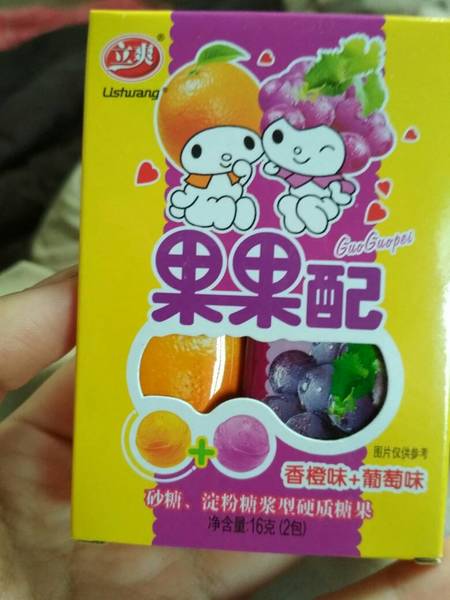 立爽®
Lishuang®
果果配
GuoGuopei
图片仅供参考
香橙味+葡萄味
砂糖、淀粉糖浆型硬质糖果
净含量:16克(2包)